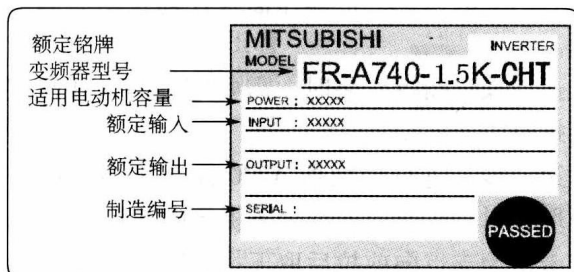 额定铭牌
变频器型号
适用电动机容量
额定输入
额定输出
制造编号
MITSUBISHI
INVERTER
MODEL
FR-A740-1.5K-CHT
POWER : XXXXX
INPUT : XXXXX
OUTPUT : XXXXX
SERIAL :
PASSED